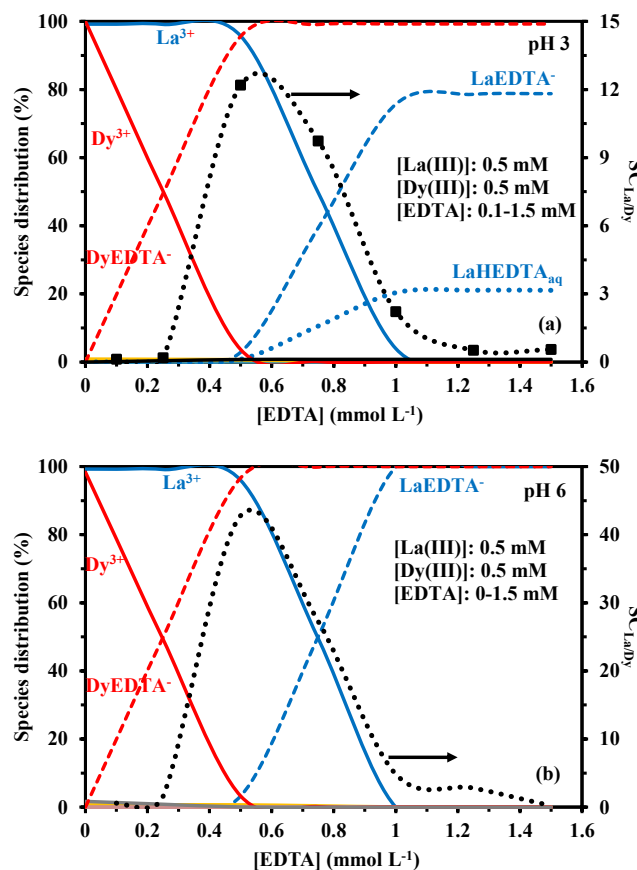 100
80
60
40
20
0
Species distribution (%)
La³⁺
Dy³⁺
DyEDTA⁻
pH 3
LaEDTA⁻
[La(III)]: 0.5 mM
[Dy(III)]: 0.5 mM
[EDTA]: 0.1-1.5 mM
LaHEDTAaq
(a)
15
12
9
6
3
0
SC La/Dy
0 0.2 0.4 0.6 0.8 1 1.2 1.4 1.6
[EDTA] (mmol L⁻¹)
100
80
60
40
20
0
Species distribution (%)
La³⁺
Dy³⁺
DyEDTA⁻
LaEDTA⁻
pH 6
[La(III)]: 0.5 mM
[Dy(III)]: 0.5 mM
[EDTA]: 0-1.5 mM
(b)
50
40
30
20
10
0
SC La/Dy
0 0.2 0.4 0.6 0.8 1 1.2 1.4 1.6
[EDTA] (mmol L⁻¹)